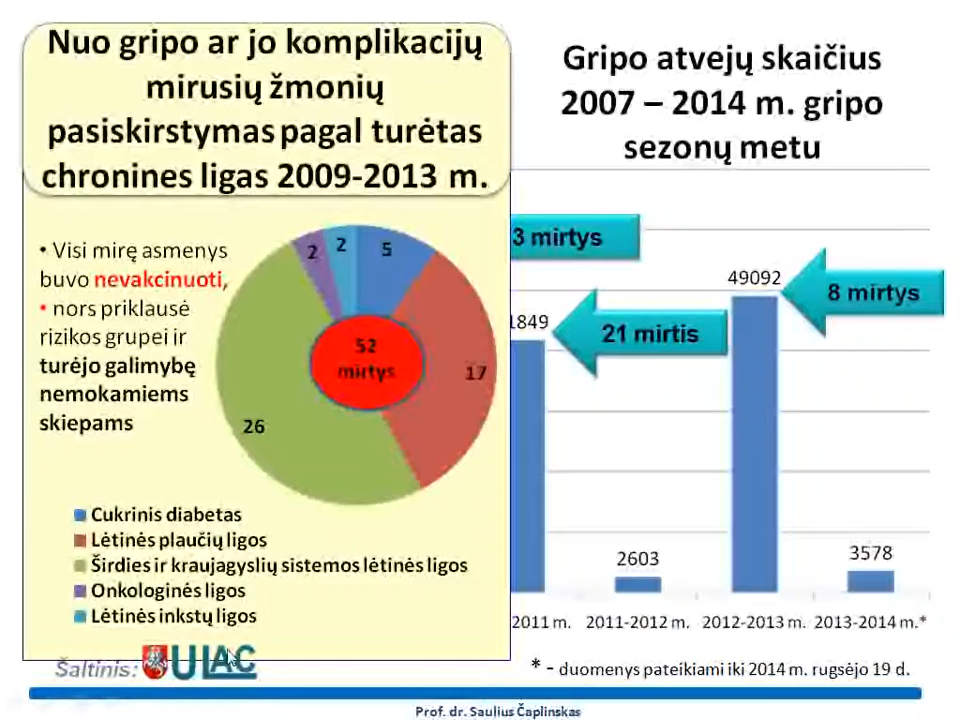 Nuo gripo ar jo komplikacijų
mirusių žmonių
pasiskirstymas pagal turėtas
chronines ligas 2009-2013 m.
• Visi mirę asmenys
buvo nevakcinuoti,
• nors priklausė
rizikos grupei ir
turėjo galimybę
nemokamiems
skiepams
2
2
5
17
26
52
mirtys
Cukrinis diabetas
Lėtinės plaučių ligos
Širdies ir kraujagyslių sistemos lėtinės ligos
Onkologinės ligos
Lėtinės inkstų ligos
Šaltinis: ULAC
Gripo atvejų skaičius
2007 – 2014 m. gripo
sezonų metu
3 mirtys
49092
8 mirtys
1849
21 mirtis
2603
3578
2011 m. 2011-2012 m. 2012-2013 m. 2013-2014 m.*
* - duomenys pateikiami iki 2014 m. rugsėjo 19 d.
Prof. dr. Saulius Čaplinskas